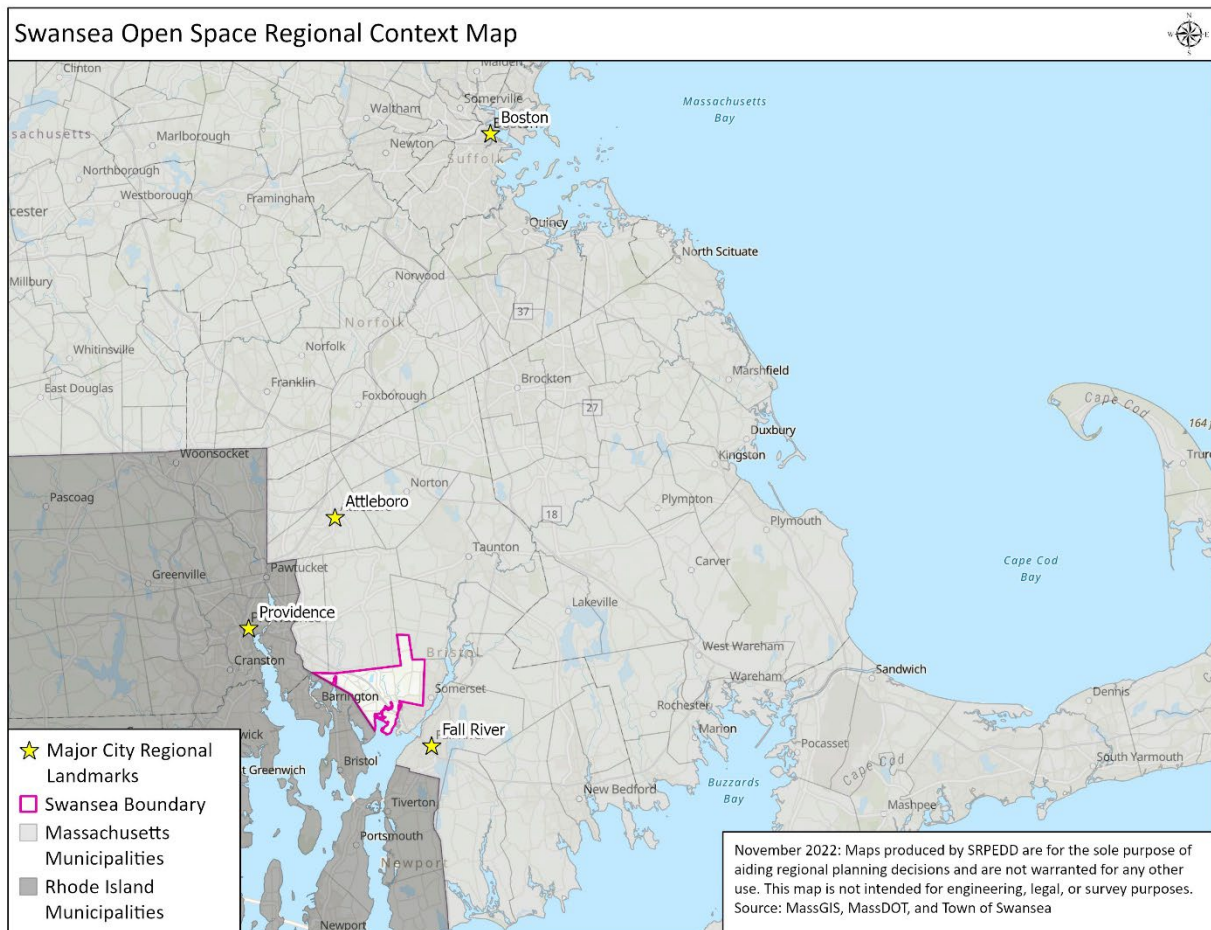 Swansea Open Space Regional Context Map
N
W
E
S
Clinton
Malden
Waltham
Somerville
Massachusetts
Bay
Boston
ssachusetts
Marlborough
Newton
Suffolk
Northborough
Westborough
Framingham
cester
Quincy
North Scituate
Millbury
Norwood
37
Norfolk
Whitinsville
Norfolk
East Douglas
Franklin
Foxborough
Brockton
Marshfield
27
Cape Cod
164
Duxbury
Woonsocket
Kingston
Truro
Pascoag
Norton
Attleboro
Plympton
18
Plymouth
Taunton
Cape Cod
Bay
Greenville
Pawtucket
Carver
Providence
Lakeville
Cranston
Bristol
West Wareham
Wareham
Sandwich
Barrington
Somerset
Dennis
Rochester
Marion
Fall River
Pocasset
Cape Cod
South Yarmouth
wick
t Greenwich
Bristol
Buzzards
Bay
New Bedford
Mashpee
Tiverton
Portsmouth
Newport
Newport
Major City Regional
Landmarks
Swansea Boundary
Massachusetts
Municipalities
Rhode Island
Municipalities
November 2022: Maps produced by SRPEDD are for the sole purpose of
aiding regional planning decisions and are not warranted for any other
use. This map is not intended for engineering, legal, or survey purposes.
Source: MassGIS, MassDOT, and Town of Swansea